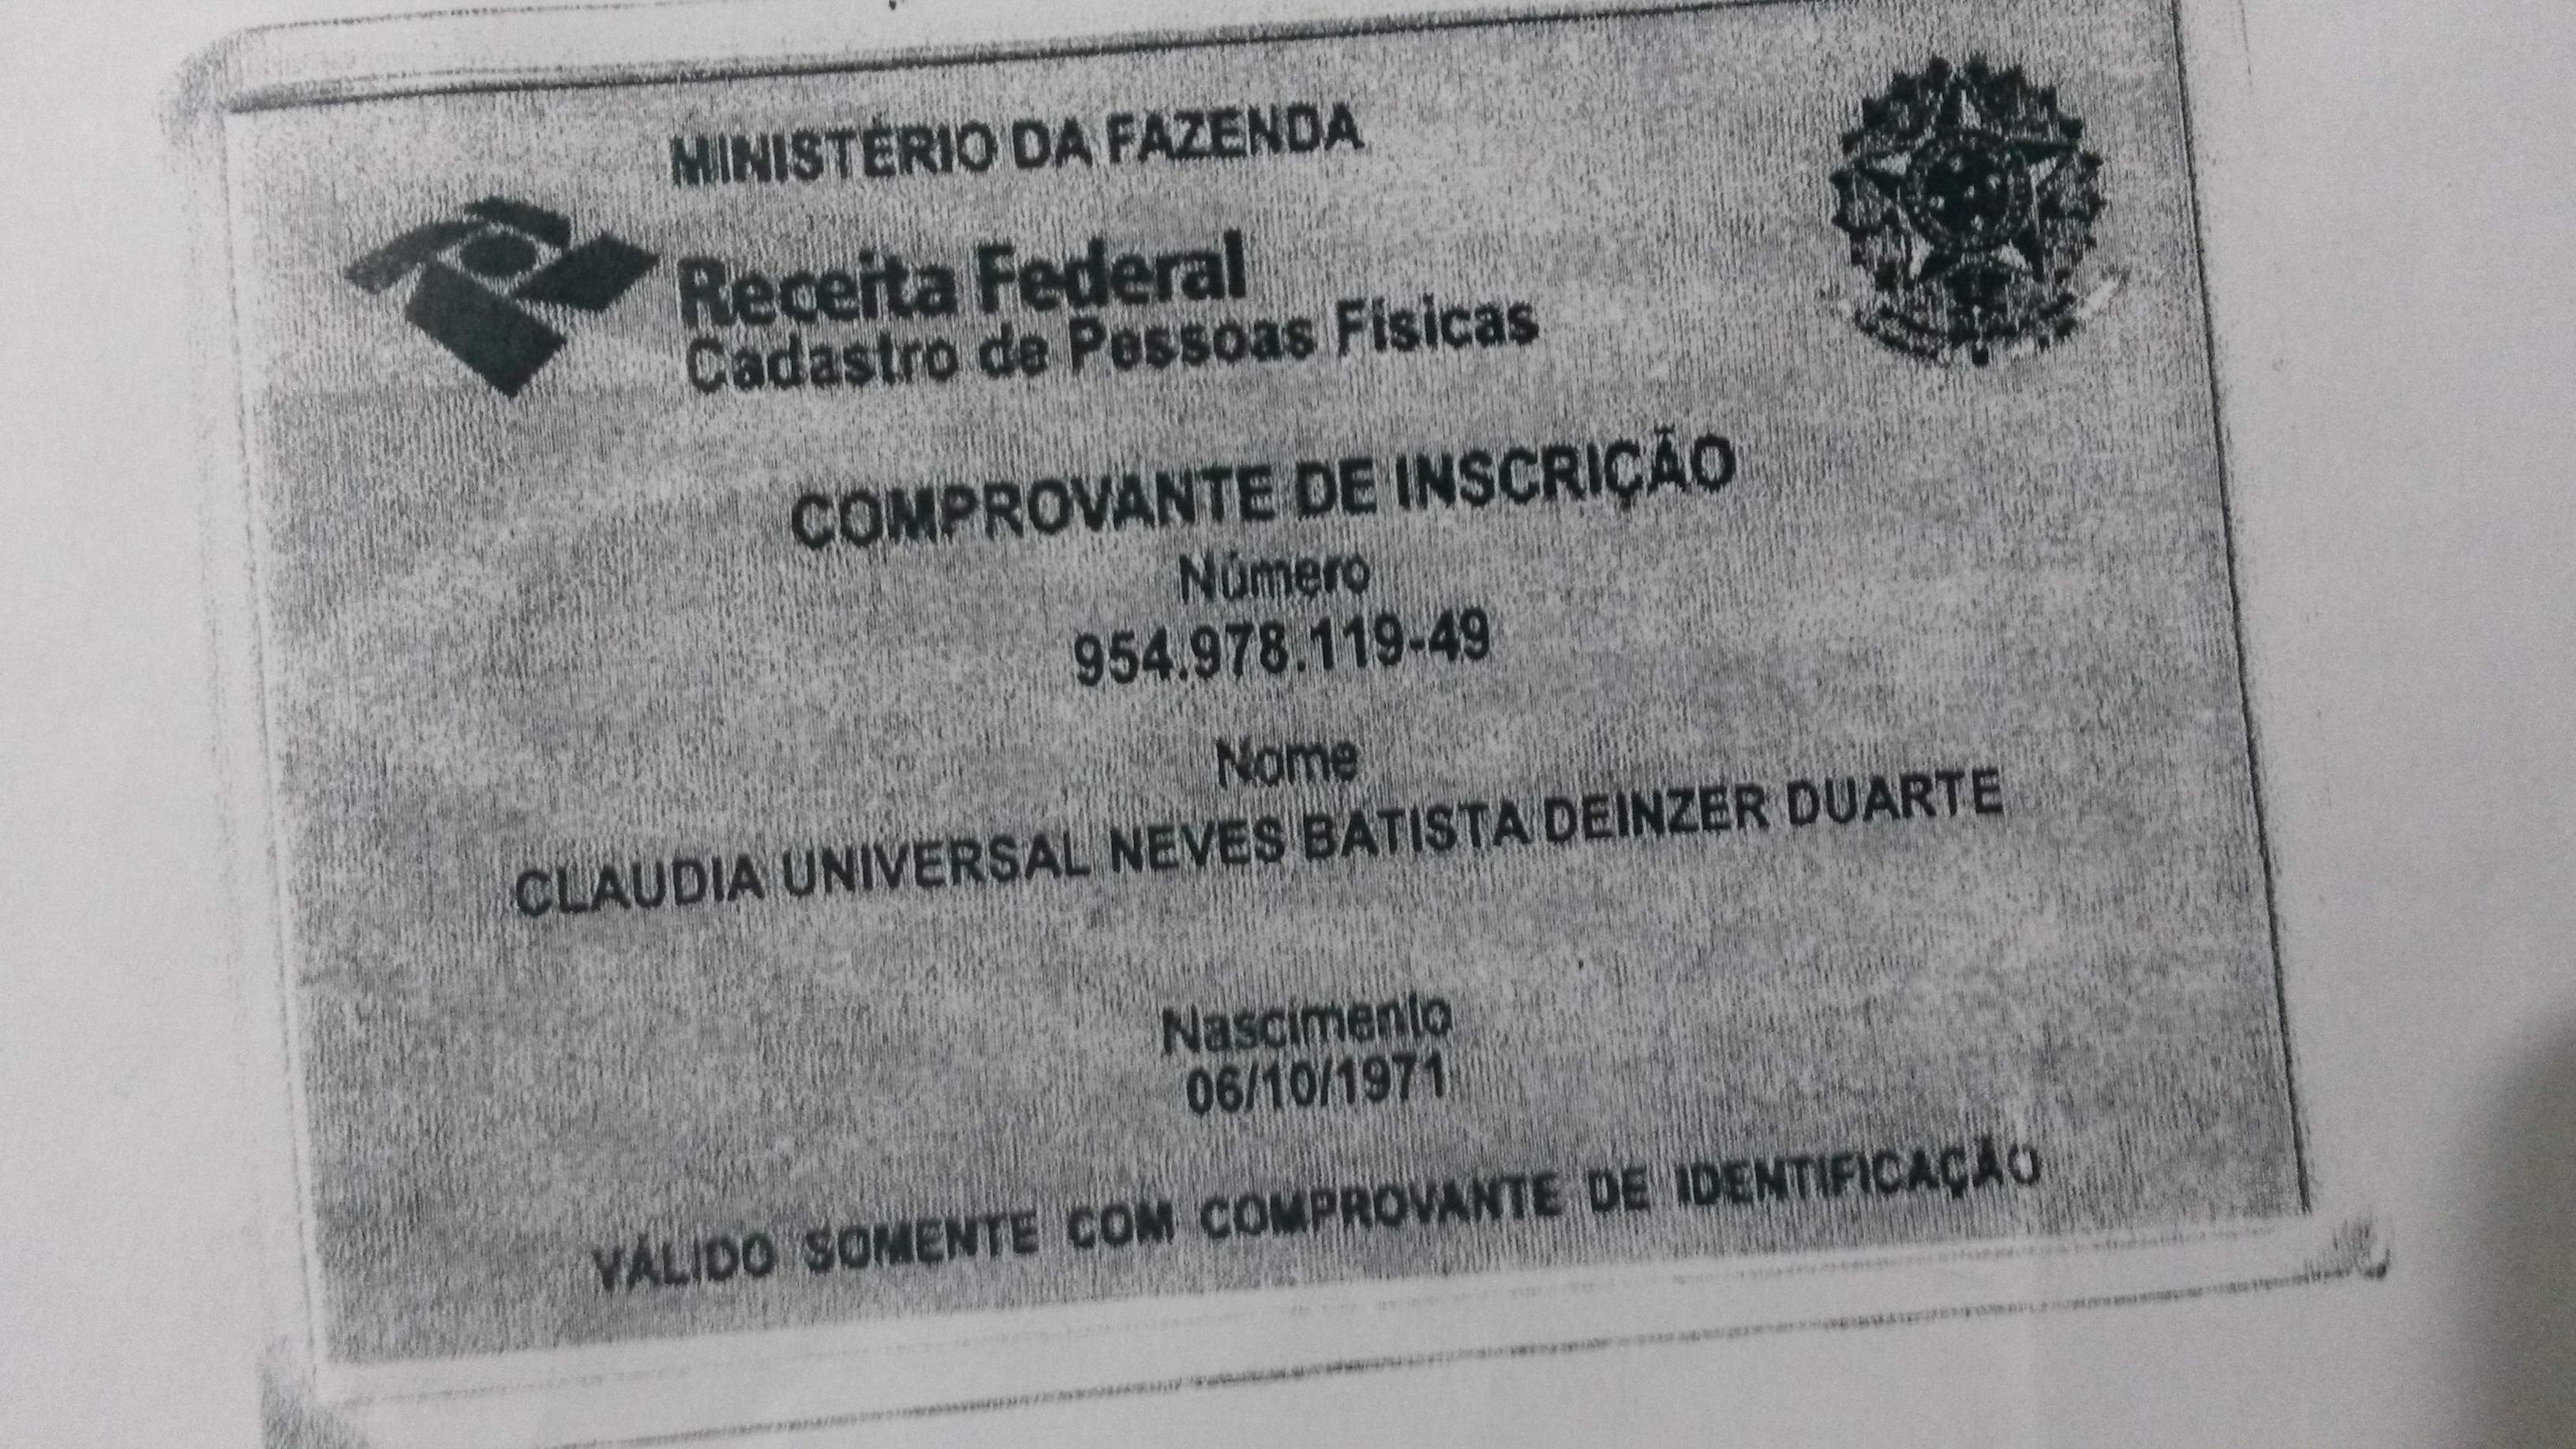 MINISTÉRIO DA FAZENDA
Receita Federal
Cadastro de Pessoas Físicas
COMPROVANTE DE INSCRIÇÃO
Número
954.978.119-49
Nome
CLAUDIA UNIVERSAL NEVES BATISTA DEINZER DUARTE
Nascimento
06/10/1971
VÁLIDO SOMENTE COM COMPROVANTE DE IDENTIFICAÇÃO